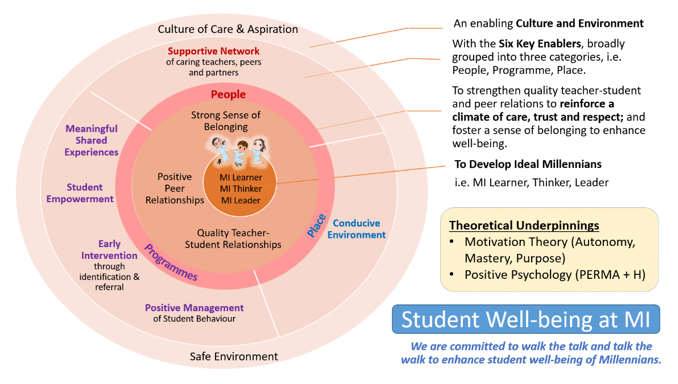 Culture of Care & Aspiration
Supportive Network
of caring teachers, peers
and partners
People
Strong Sense of
Belonging
Meaningful
Shared
Experiences
MI Learner
MI Thinker
MI Leader
Positive
Peer
Relationships
Student
Empowerment
Place
Conducive
Environment
Quality Teacher-
Student Relationships
Early
Intervention
through
identification &
referral
Programmes
Positive Management
of Student Behaviour
Safe Environment
An enabling Culture and Environment
With the Six Key Enablers, broadly
grouped into three categories, i.e.
People, Programme, Place.
To strengthen quality teacher-student
and peer relations to reinforce a
climate of care, trust and respect; and
foster a sense of belonging to enhance
well-being.
To Develop Ideal Millennians
i.e. MI Learner, Thinker, Leader
Theoretical Underpinnings
• Motivation Theory (Autonomy,
Mastery, Purpose)
• Positive Psychology (PERMA + H)
Student Well-being at MI
We are committed to walk the talk and talk the
walk to enhance student well-being of Millennians.